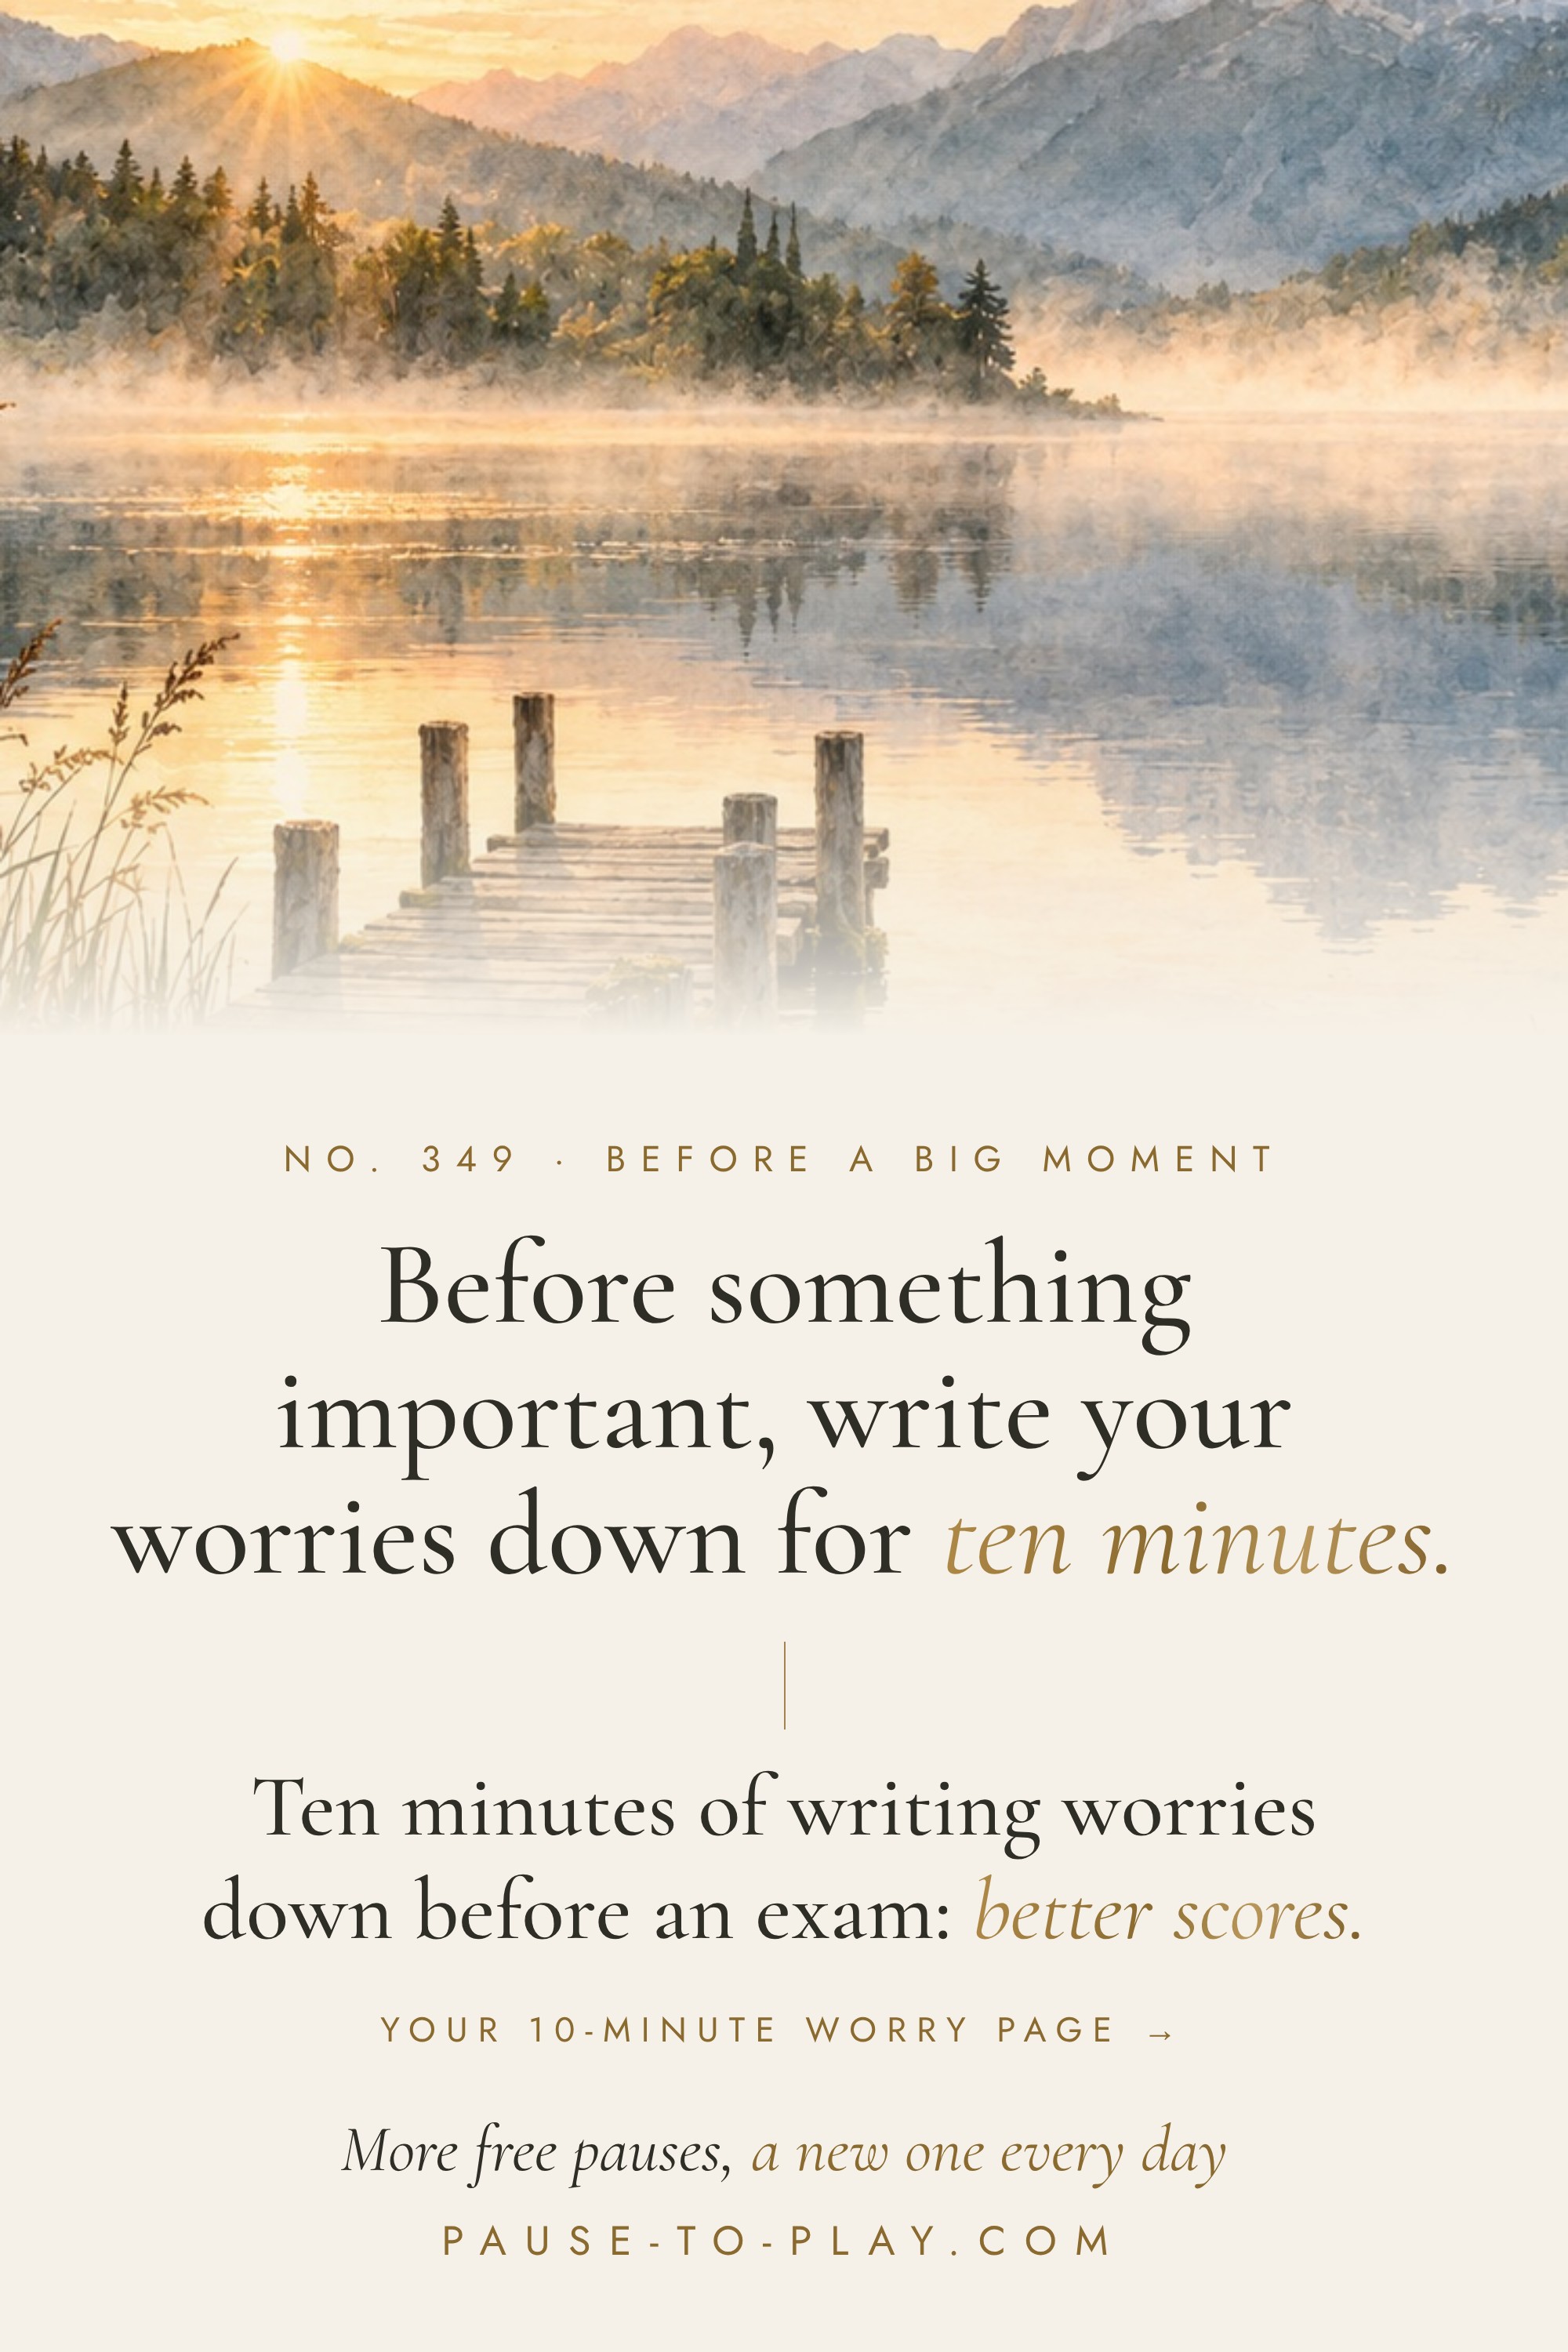 NO. 349 · BEFORE A BIG MOMENT
Before something
important, write your
worries down for ten minutes.
Ten minutes of writing worries
down before an exam: better scores.
YOUR 10-MINUTE WORRY PAGE →
More free pauses, a new one every day
PAUSE-TO-PLAY.COM